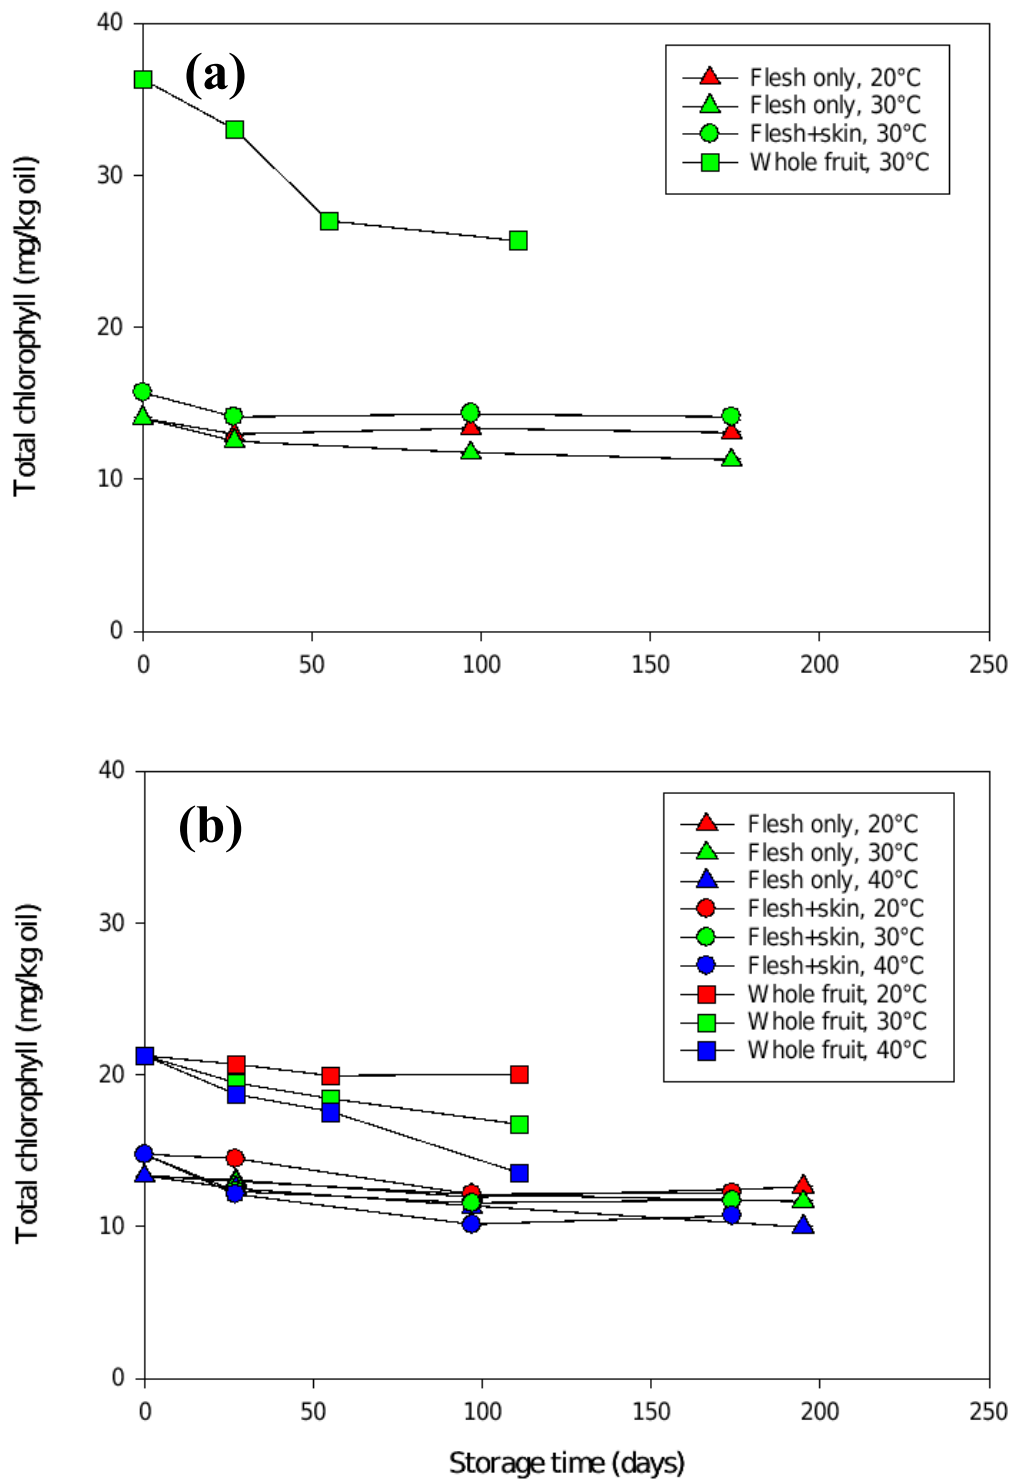 40
(a)
Flesh only, 20°C
Flesh only, 30°C
Flesh+skin, 30°C
Whole fruit, 30°C
30
Total chlorophyll (mg/kg oil)
20
10
0
0 50 100 150 200 250
40
(b)
Flesh only, 20°C
Flesh only, 30°C
Flesh only, 40°C
Flesh+skin, 20°C
Flesh+skin, 30°C
Flesh+skin, 40°C
Whole fruit, 20°C
Whole fruit, 30°C
Whole fruit, 40°C
30
Total chlorophyll (mg/kg oil)
20
10
0
0 50 100 150 200 250
Storage time (days)